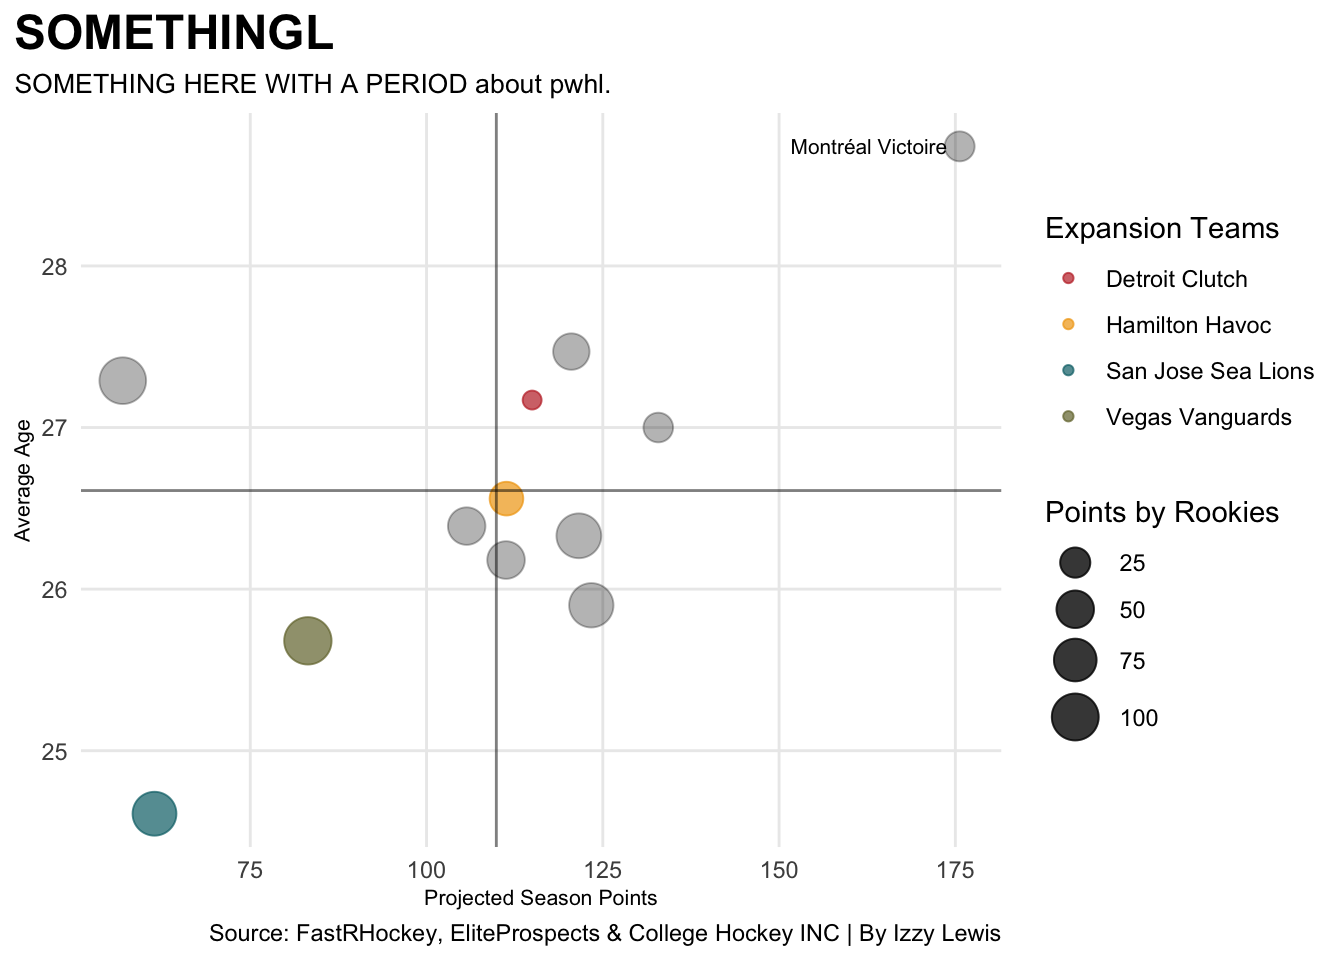 SOMETHINGL
SOMETHING HERE WITH A PERIOD about pwhl.
Montréal Victoire
28
27
26
25
Average Age
75 100 125 150 175
Projected Season Points
Source: FastRHockey, EliteProspects & College Hockey INC | By Izzy Lewis
Expansion Teams
Detroit Clutch
Hamilton Havoc
San Jose Sea Lions
Vegas Vanguards
Points by Rookies
25
50
75
100